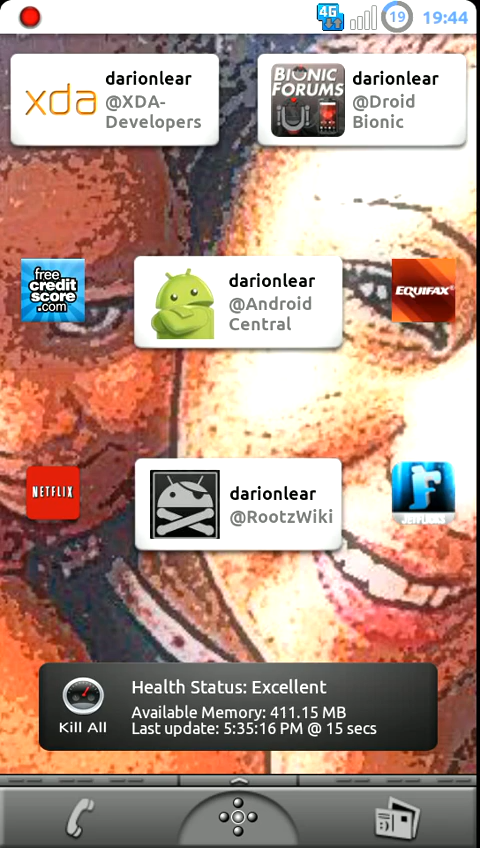 4G
19
19:44
xda
darionlear
@XDA-
Developers
BIONIC
FORUMS
darionlear
@Droid
Bionic
free
credit
score
.com
darionlear
@Android
Central
EQUIFAX
NETFLIX
darionlear
@RootzWiki
JETFLICKS
Health Status: Excellent
Available Memory: 411.15 MB
Last update: 5:35:16 PM @ 15 secs
Kill All